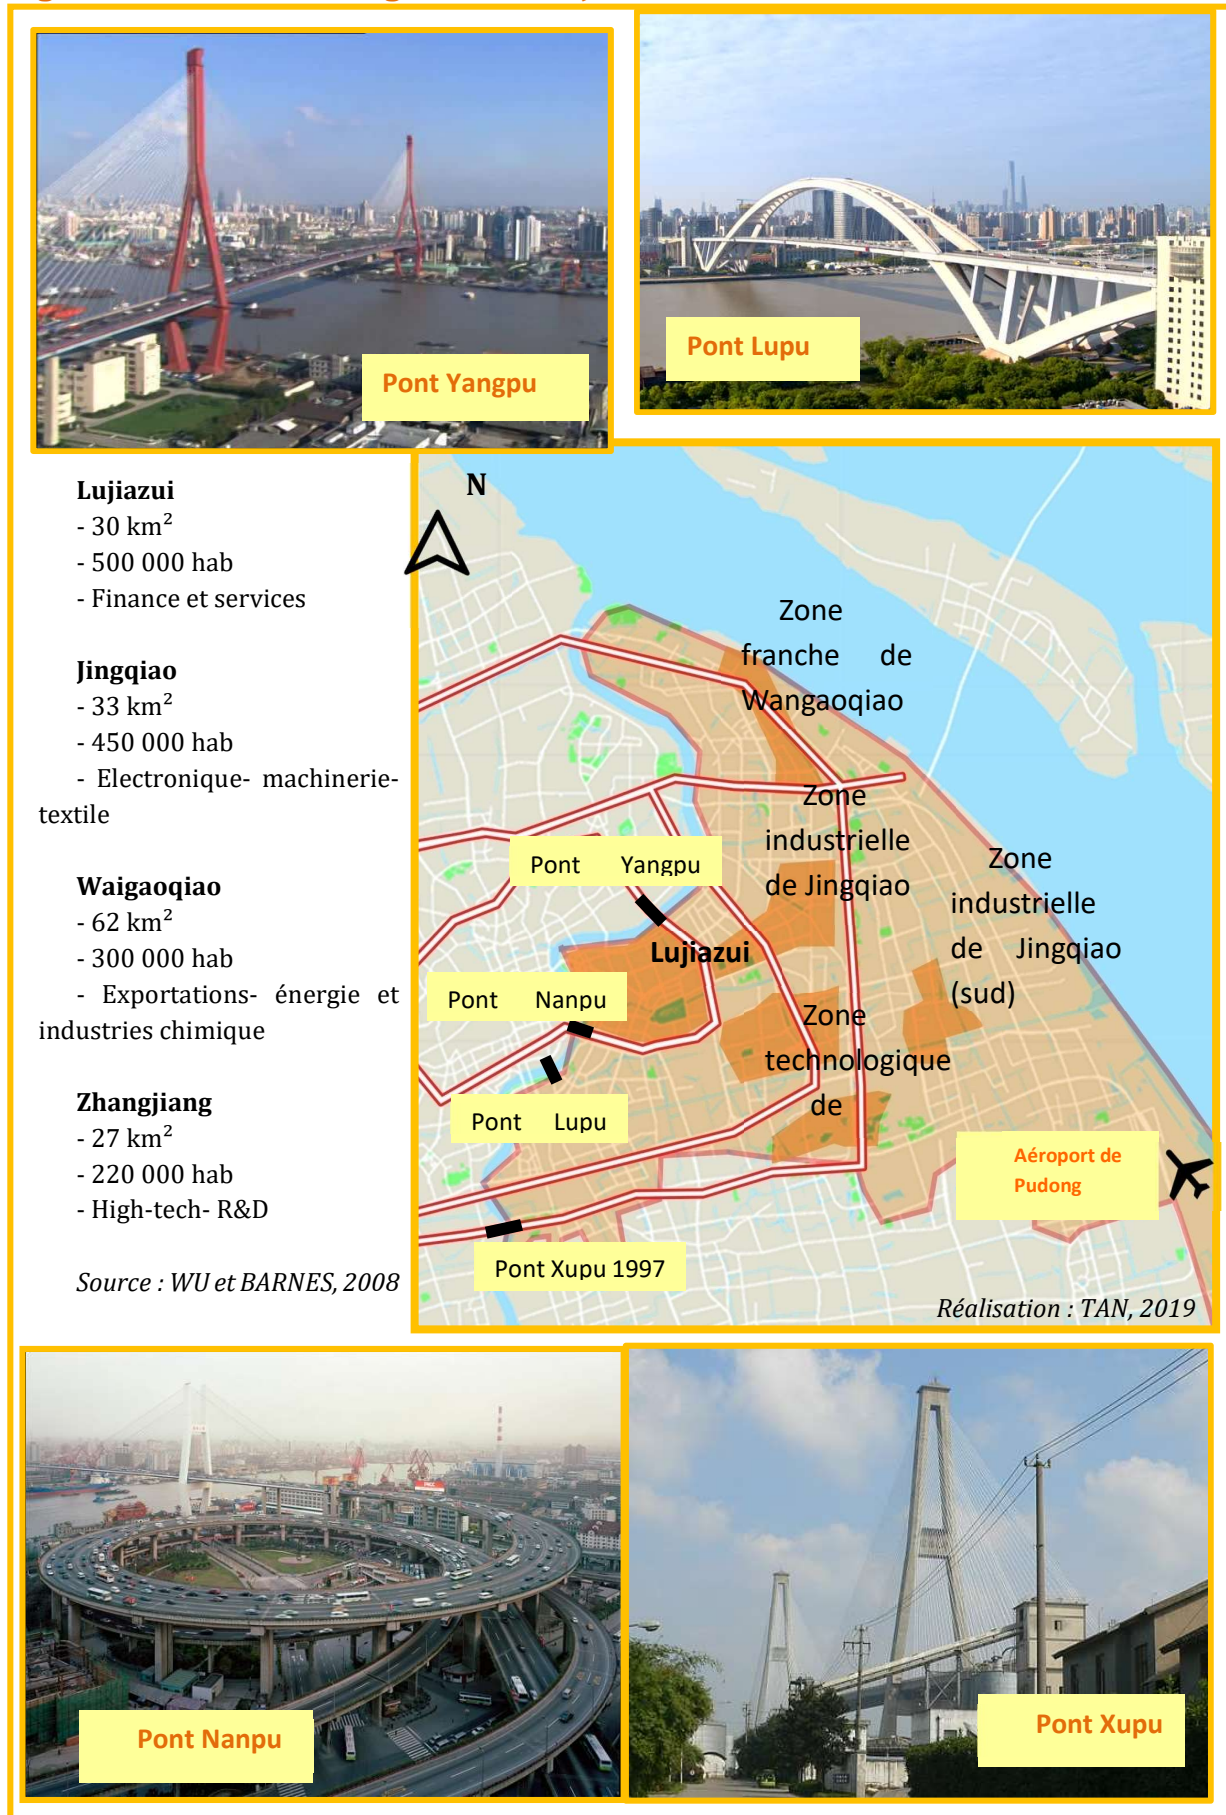 Pont Yangpu
Pont Lupu
Lujiazui
- 30 km²
- 500 000 hab
- Finance et services
Jingqiao
- 33 km²
- 450 000 hab
- Electronique- machinerie-
textile
Waigaoqiao
- 62 km²
- 300 000 hab
- Exportations- énergie et
industries chimique
Zhangjiang
- 27 km²
- 220 000 hab
- High-tech- R&D
Source : WU et BARNES, 2008
N
Zone
franche de
Wangaoqiao
Zone
industrielle
de Jingqiao
Zone
industrielle
de Jingqiao
(sud)
Pont Yangpu
Lujiazui
Pont Nanpu
Zone
technologique
de
Pont Lupu
Aéroport de
Pudong
Pont Xupu 1997
Réalisation : TAN, 2019
Pont Nanpu
Pont Xupu